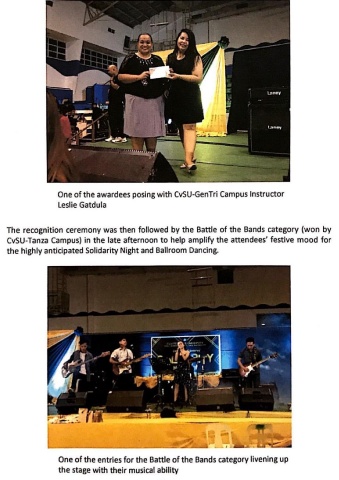 Laney
Laney
One of the awardees posing with CvSU-GenTri Campus Instructor
Leslie Gatdula
The recognition ceremony was then followed by the Battle of the Bands category (won by
CvSU-Tanza Campus) in the late afternoon to help amplify the attendees' festive mood for
the highly anticipated Solidarity Night and Ballroom Dancing.
One of the entries for the Battle of the Bands category livening up
the stage with their musical ability